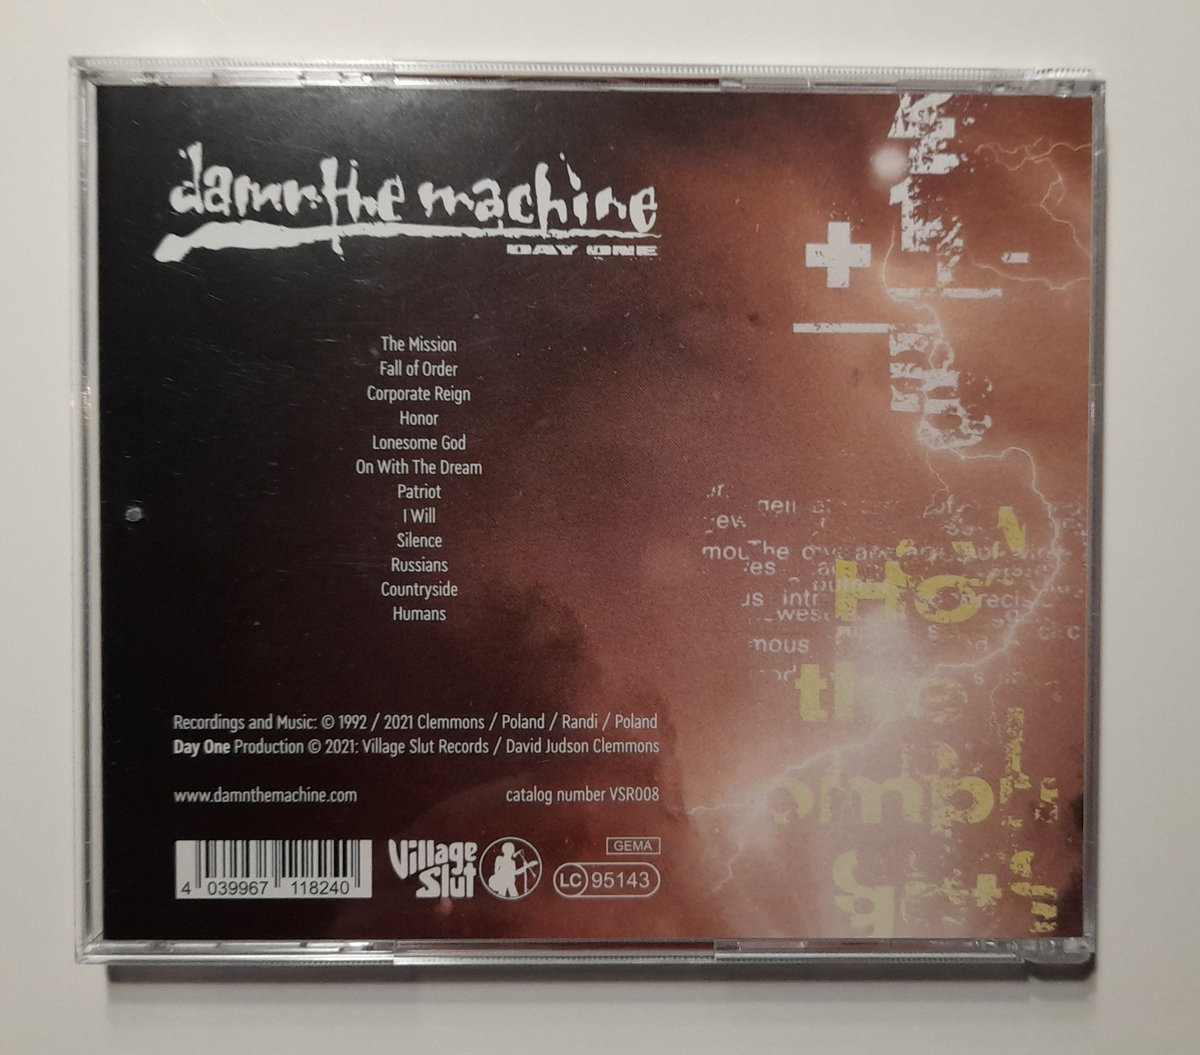 damn the machine
DAY ONE
The Mission
Fall of Order
Corporate Reign
Honor
Lonesome God
On With The Dream
Patriot
I Will
Silence
Russians
Countryside
Humans
Recordings and Music: © 1992 / 2021 Clemmons / Poland / Randi / Poland
Day One Production © 2021: Village Slut Records / David Judson Clemmons
www.damnthemachine.com
catalog number VSR008
4 039967 118240
Village Slut
GEMA
LC 95143
the